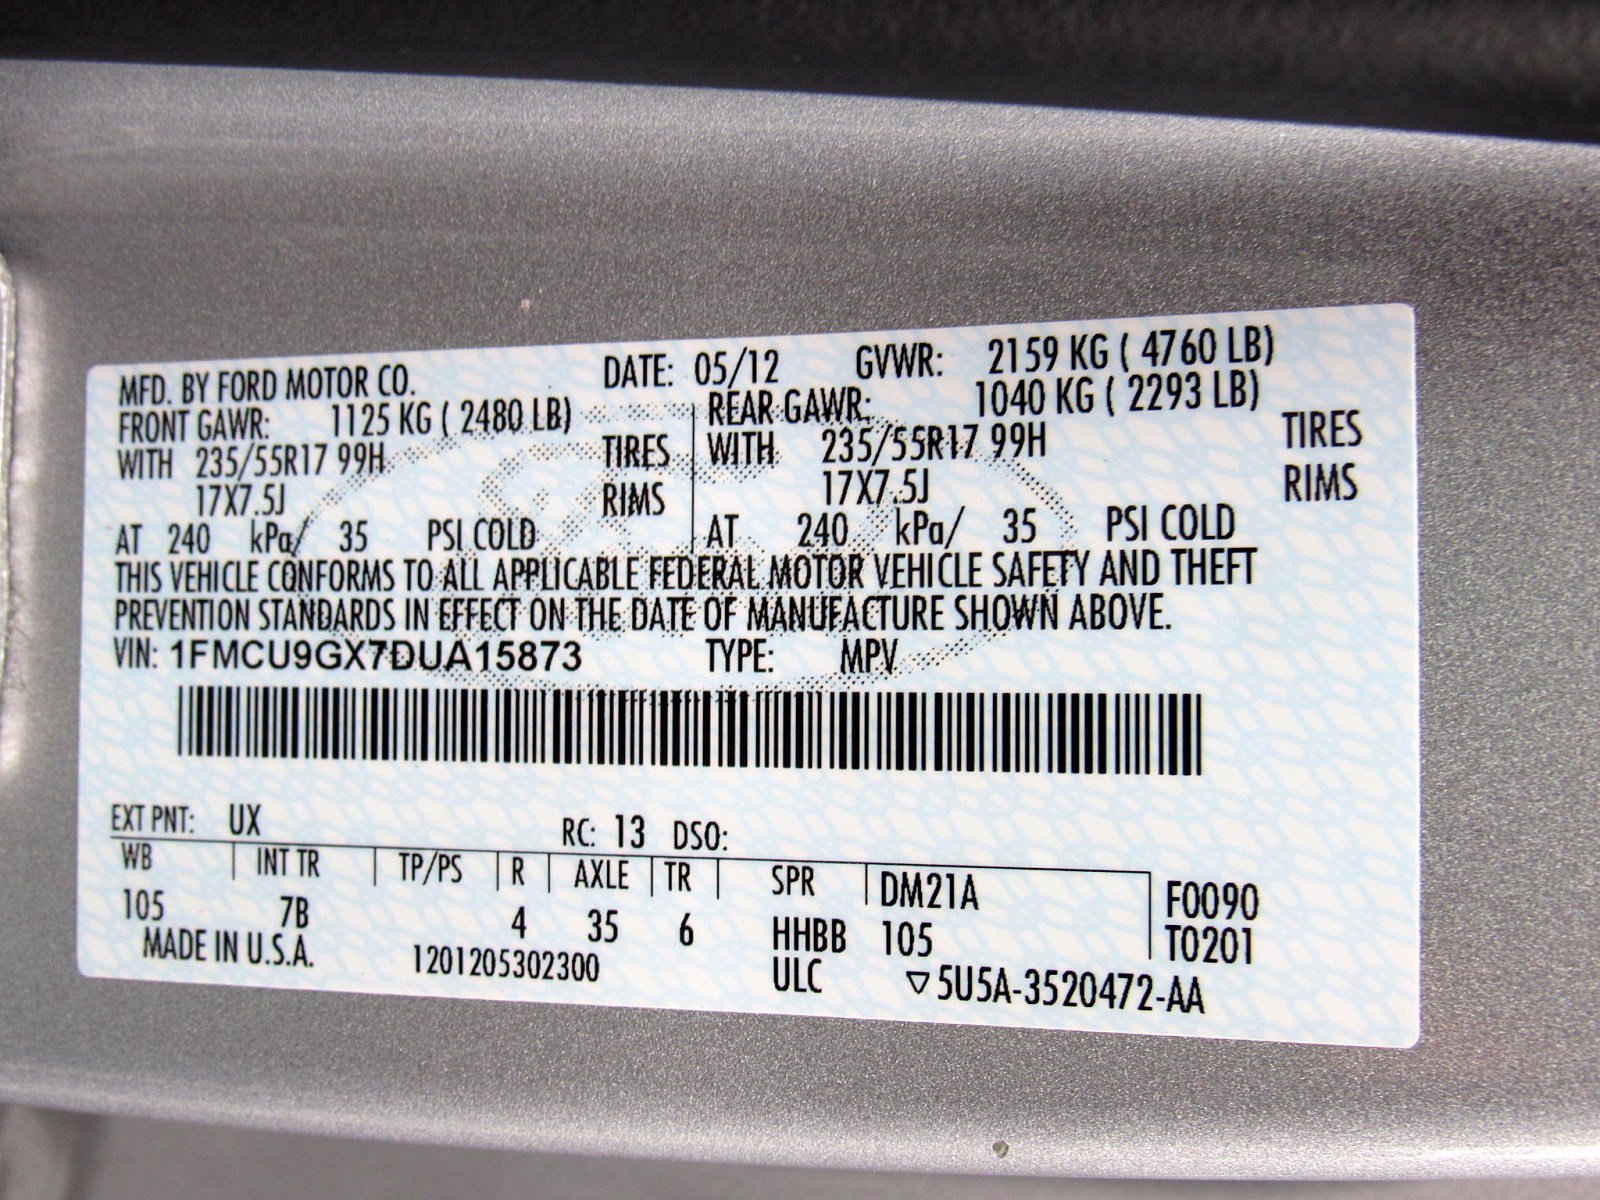 MFD. BY FORD MOTOR CO. DATE: 05/12 GVWR: 2159 KG ( 4760 LB)
FRONT GAWR: 1125 KG ( 2480 LB) REAR GAWR: 1040 KG ( 2293 LB)
WITH 235/55R17 99H TIRES WITH 235/55R17 99H TIRES
17X7.5J RIMS 17X7.5J RIMS
AT 240 kPa/ 35 PSI COLD AT 240 kPa/ 35 PSI COLD
THIS VEHICLE CONFORMS TO ALL APPLICABLE FEDERAL MOTOR VEHICLE SAFETY AND THEFT
PREVENTION STANDARDS IN EFFECT ON THE DATE OF MANUFACTURE SHOWN ABOVE.
VIN: 1FMCU9GX7DUA15873 TYPE: MPV
EXT PNT: UX RC: 13 DSO:
WB INT TR TP/PS R AXLE TR SPR DM21A F0090
105 7B 4 35 6 HHBB 105 T0201
MADE IN U.S.A. 1201205302300 ULC ▽5U5A-3520472-AA